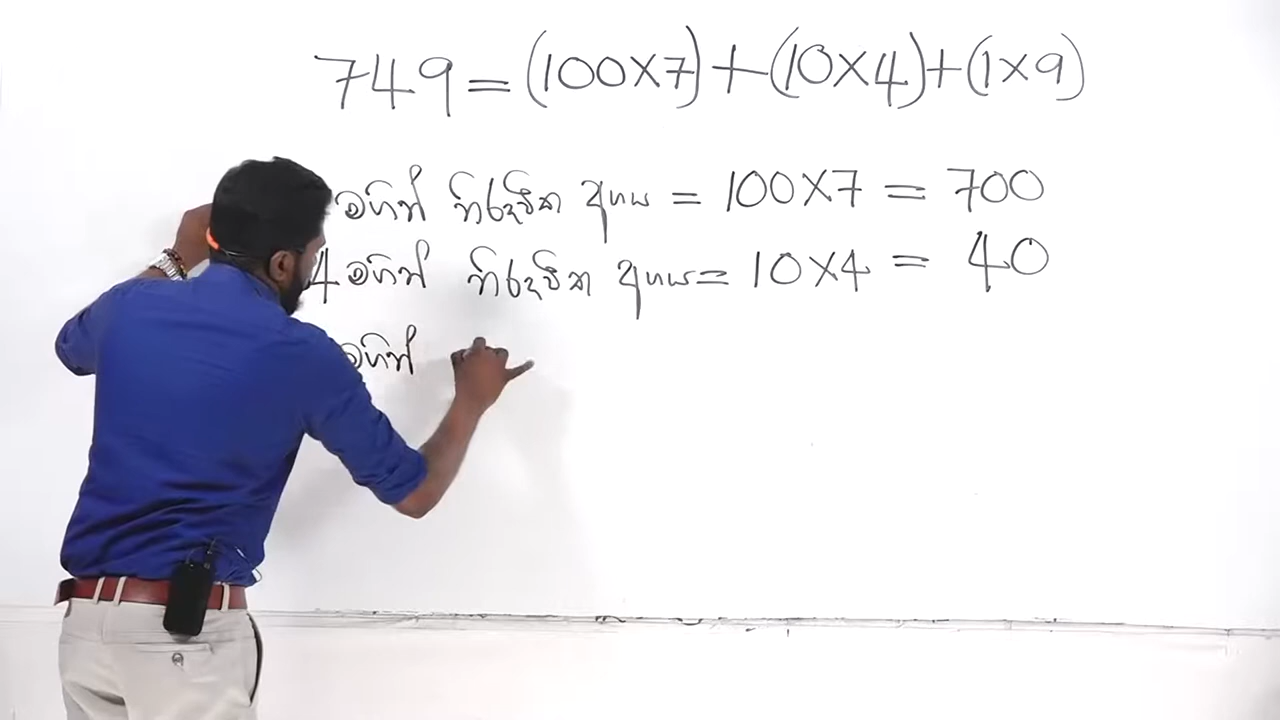 749 = (100×7) + (10×4) + (1×9)
මගින් නිරූපිත අගය = 100×7 = 700
4 මගින් නිරූපිත අගය = 10×4 = 40
මගින්